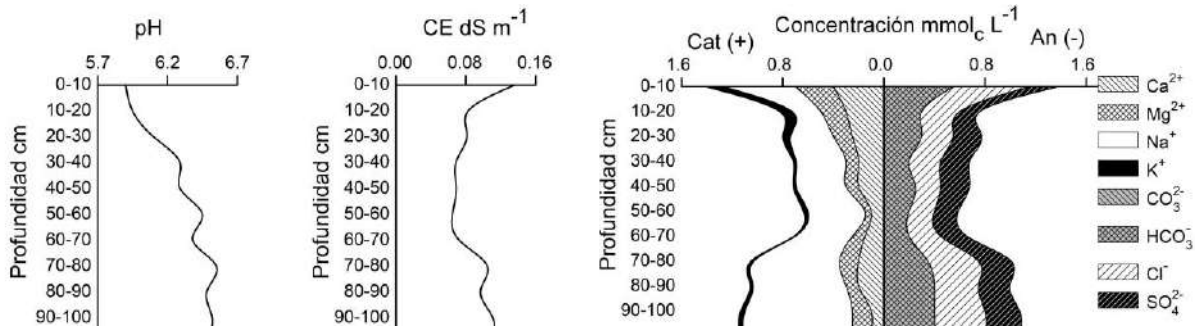 pH
5.7 6.2 6.7
Profundidad cm
0-10
10-20
20-30
30-40
40-50
50-60
60-70
70-80
80-90
90-100
CE dS m⁻¹
0.00 0.08 0.16
Profundidad cm
0-10
10-20
20-30
30-40
40-50
50-60
60-70
70-80
80-90
90-100
Concentración mmol_c L⁻¹
Cat (+) An (-)
1.6 0.8 0.0 0.8 1.6
Profundidad cm
0-10
10-20
20-30
30-40
40-50
50-60
60-70
70-80
80-90
90-100
Ca²⁺
Mg²⁺
Na⁺
K⁺
CO₃²⁻
HCO₃⁻
Cl⁻
SO₄²⁻